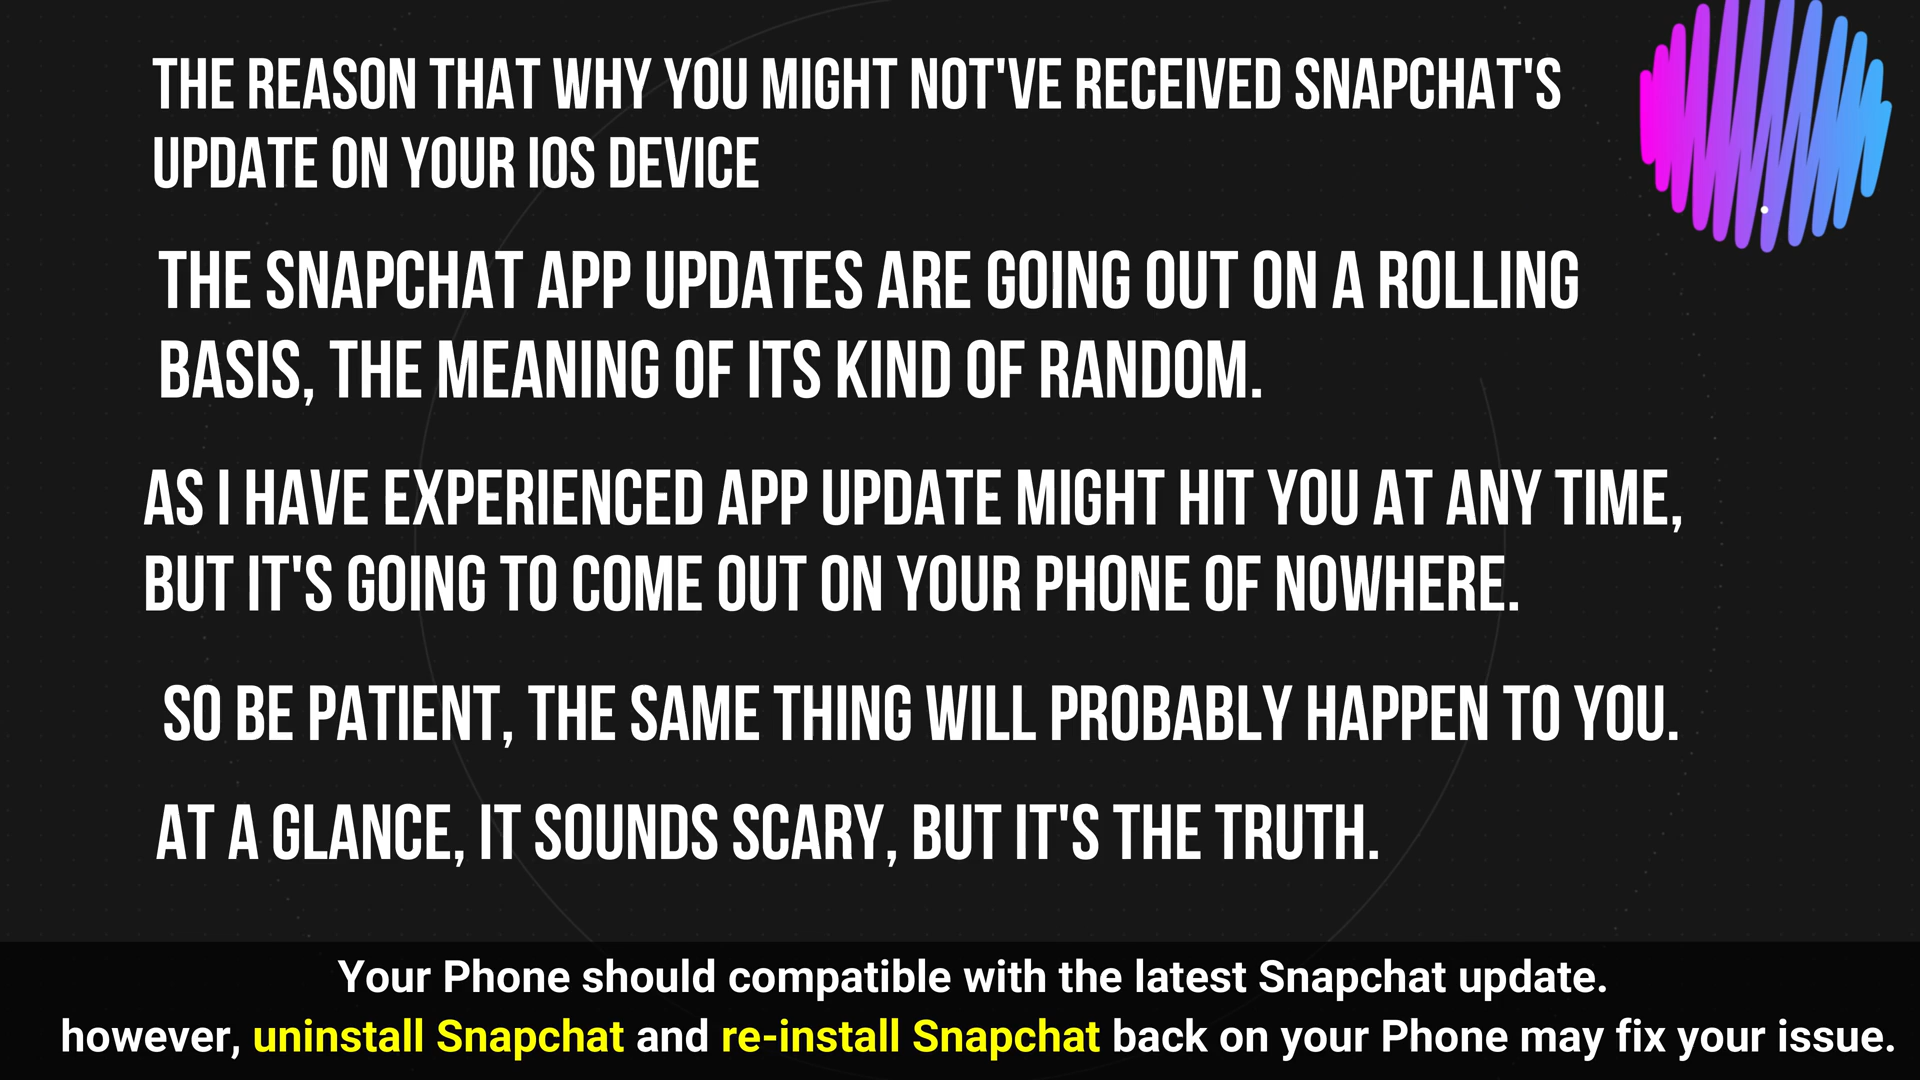 THE REASON THAT WHY YOU MIGHT NOT'VE RECEIVED SNAPCHAT'S
UPDATE ON YOUR IOS DEVICE
THE SNAPCHAT APP UPDATES ARE GOING OUT ON A ROLLING
BASIS, THE MEANING OF ITS KIND OF RANDOM.
AS I HAVE EXPERIENCED APP UPDATE MIGHT HIT YOU AT ANY TIME,
BUT IT'S GOING TO COME OUT ON YOUR PHONE OF NOWHERE.
SO BE PATIENT, THE SAME THING WILL PROBABLY HAPPEN TO YOU.
AT A GLANCE, IT SOUNDS SCARY, BUT IT'S THE TRUTH.
Your Phone should compatible with the latest Snapchat update.
however, uninstall Snapchat and re-install Snapchat back on your Phone may fix your issue.